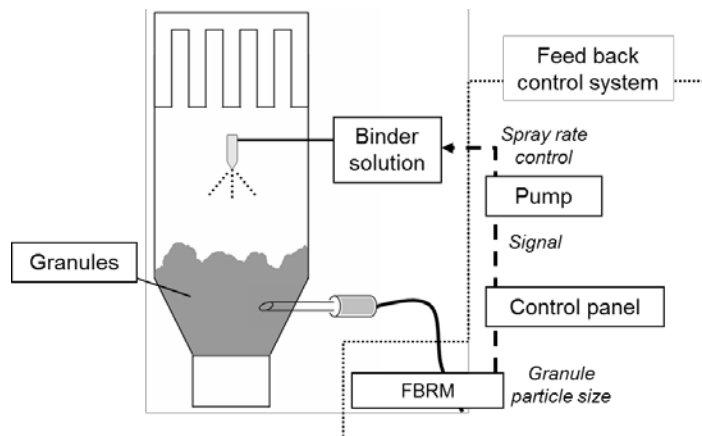 Feed back
control system
Binder
solution
Spray rate
control
Pump
Granules
Signal
Control panel
FBRM
Granule
particle size